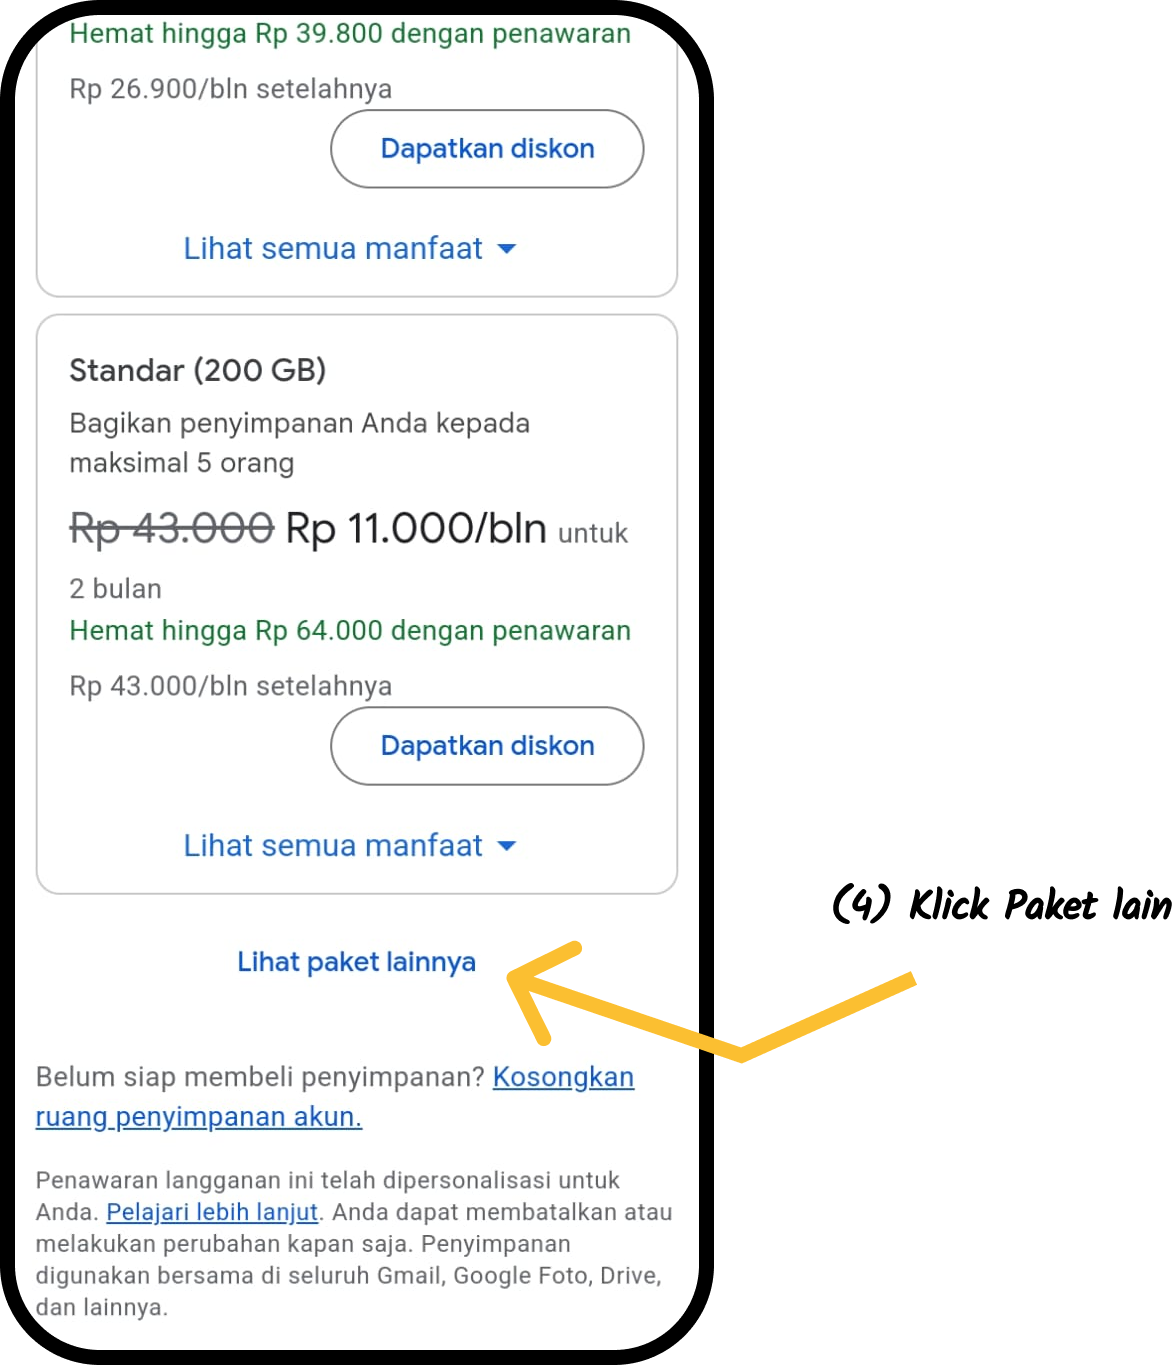 Hemat hingga Rp 39.800 dengan penawaran
Rp 26.900/bln setelahnya
Dapatkan diskon
Lihat semua manfaat
Standar (200 GB)
Bagikan penyimpanan Anda kepada
maksimal 5 orang
Rp 43.000 Rp 11.000/bln untuk
2 bulan
Hemat hingga Rp 64.000 dengan penawaran
Rp 43.000/bln setelahnya
Dapatkan diskon
Lihat semua manfaat
(4) Klick Paket lain
Lihat paket lainnya
Belum siap membeli penyimpanan? Kosongkan
ruang penyimpanan akun.
Penawaran langganan ini telah dipersonalisasi untuk
Anda. Pelajari lebih lanjut. Anda dapat membatalkan atau
melakukan perubahan kapan saja. Penyimpanan
digunakan bersama di seluruh Gmail, Google Foto, Drive,
dan lainnya.